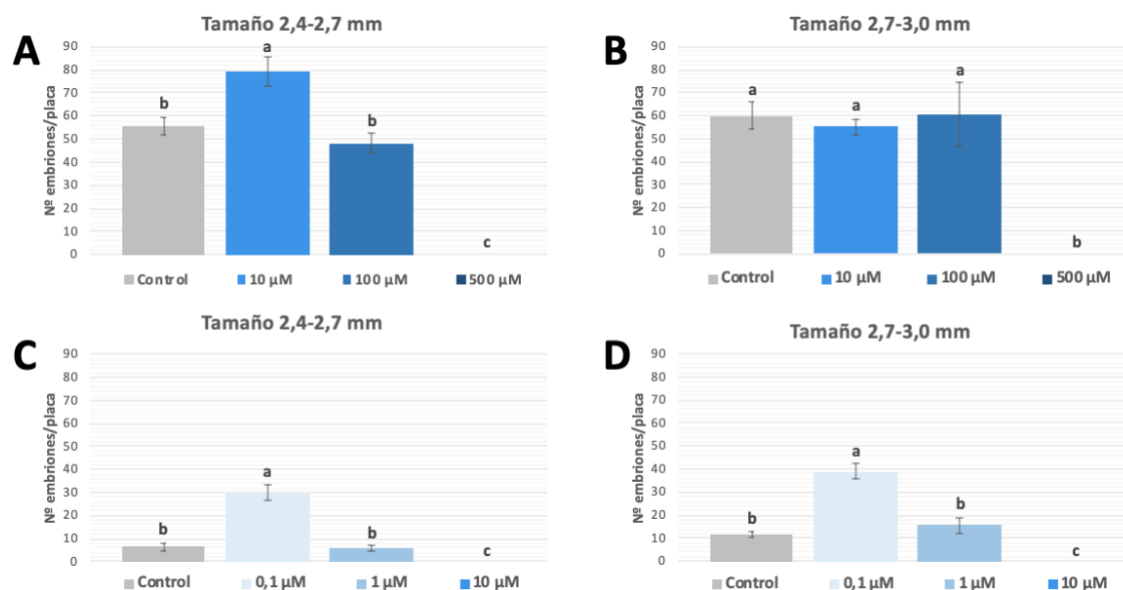 A
Tamaño 2,4-2,7 mm
Nº embriones/placa
90
80
70
60
50
40
30
20
10
0
b
a
b
c
Control 10 µM 100 µM 500 µM
B
Tamaño 2,7-3,0 mm
Nº embriones/placa
90
80
70
60
50
40
30
20
10
0
a
a
a
b
Control 10 µM 100 µM 500 µM
C
Tamaño 2,4-2,7 mm
Nº embriones/placa
90
80
70
60
50
40
30
20
10
0
b
a
b
c
Control 0,1 µM 1 µM 10 µM
D
Tamaño 2,7-3,0 mm
Nº embriones/placa
90
80
70
60
50
40
30
20
10
0
b
a
b
c
Control 0,1 µM 1 µM 10 µM